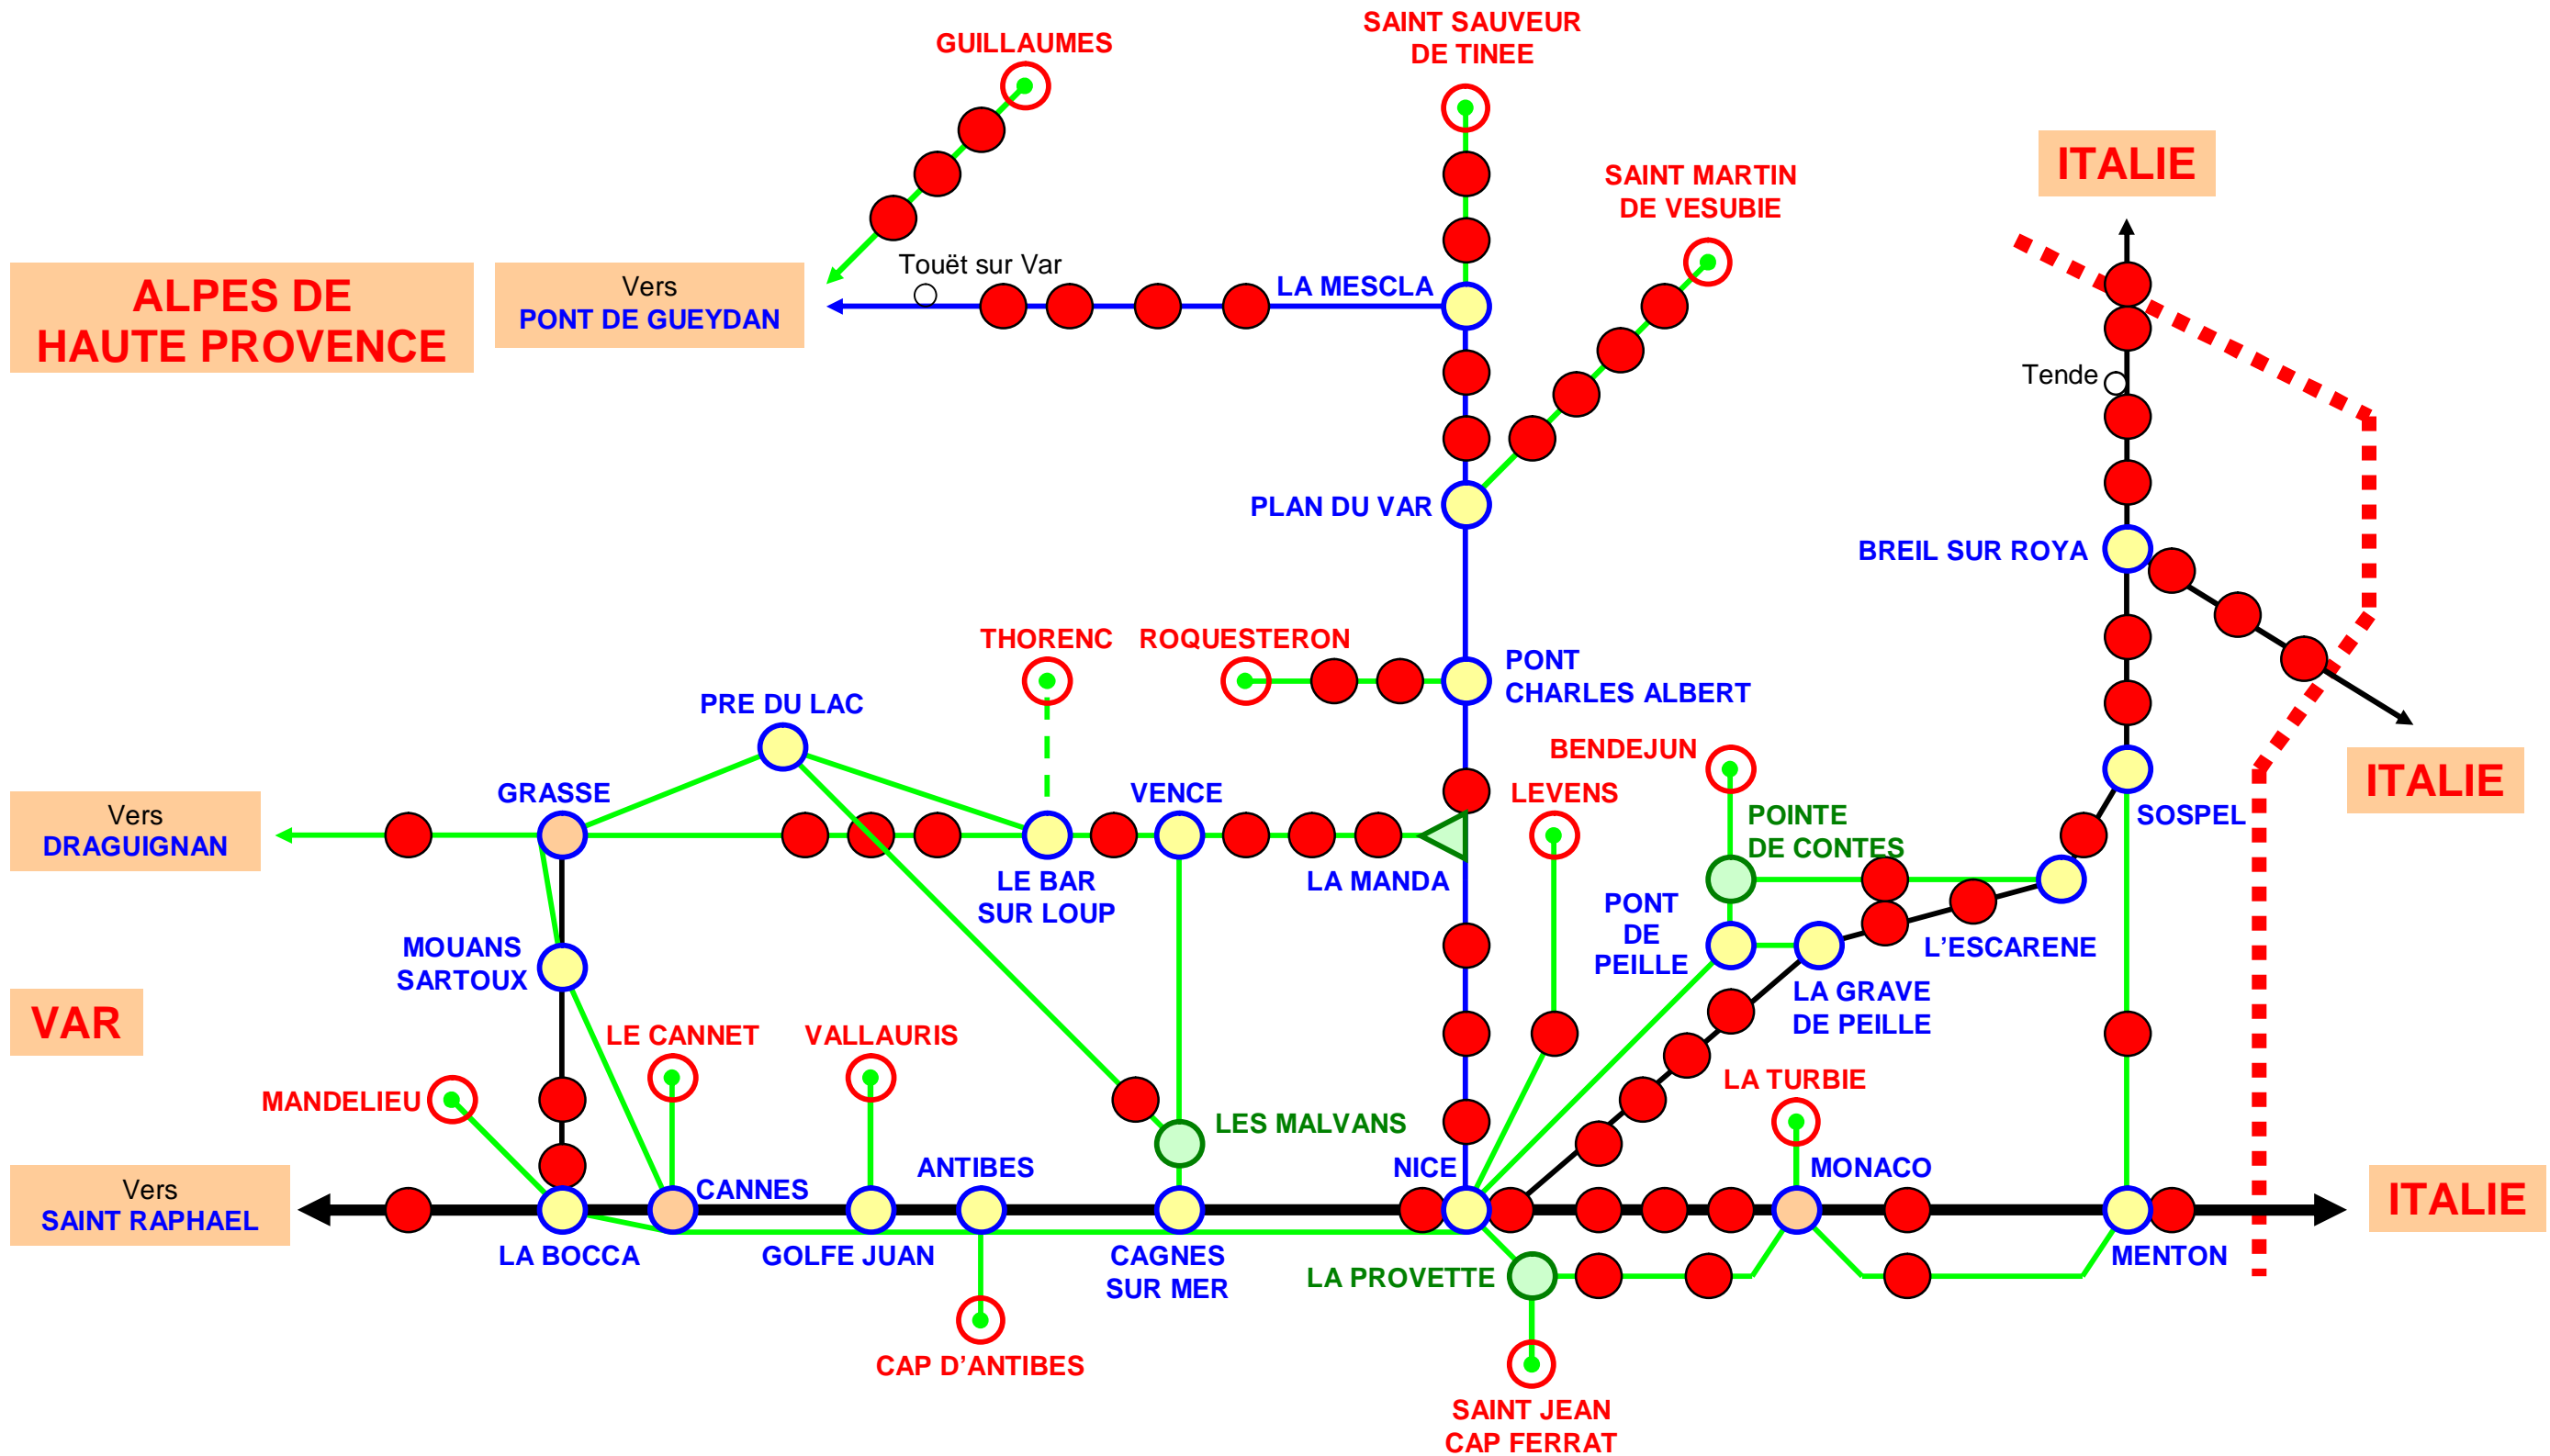 SAINT SAUVEUR
DE TINEE
GUILLAUMES
ITALIE
SAINT MARTIN
DE VESUBIE
Touët sur Var
ALPES DE
HAUTE PROVENCE
Vers
PONT DE GUEYDAN
LA MESCLA
Tende
PLAN DU VAR
BREIL SUR ROYA
THORENC
ROQUESTERON
PONT
CHARLES ALBERT
PRE DU LAC
BENDEJUN
ITALIE
GRASSE
VENCE
LEVENS
Vers
DRAGUIGNAN
POINTE
DE CONTES
SOSPEL
LE BAR
SUR LOUP
LA MANDA
PONT
DE
PEILLE
MOUANS
SARTOUX
L'ESCARENE
LA GRAVE
DE PEILLE
VAR
LE CANNET
VALLAURIS
LA TURBIE
MANDELIEU
LES MALVANS
ANTIBES
NICE
MONACO
Vers
SAINT RAPHAEL
CANNES
ITALIE
LA BOCCA
GOLFE JUAN
CAGNES
SUR MER
MENTON
LA PROVETTE
CAP D'ANTIBES
SAINT JEAN
CAP FERRAT